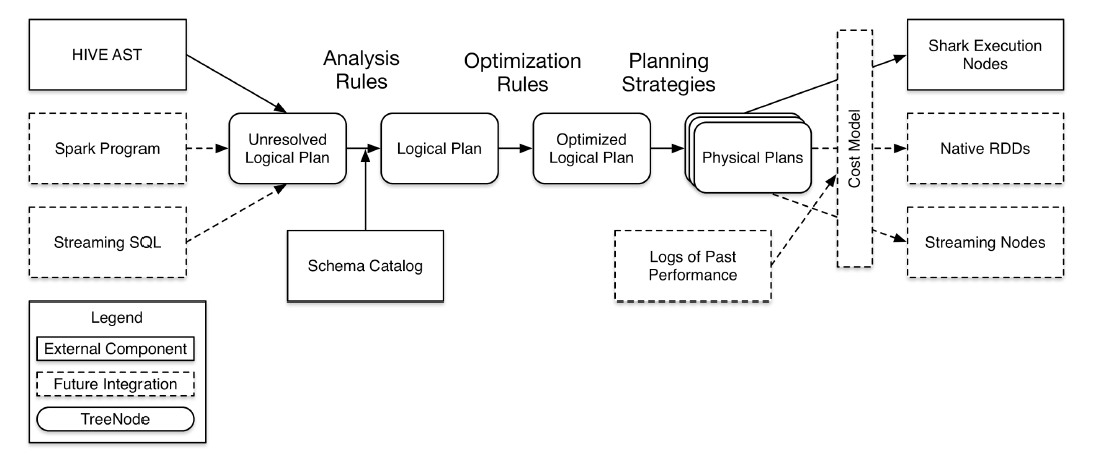 HIVE AST
Analysis
Rules
Optimization
Rules
Planning
Strategies
Shark Execution
Nodes
Spark Program
Unresolved
Logical Plan
Logical Plan
Optimized
Logical Plan
Physical Plans
Cost Model
Native RDDs
Streaming SQL
Schema Catalog
Logs of Past
Performance
Streaming Nodes
Legend
External Component
Future Integration
TreeNode